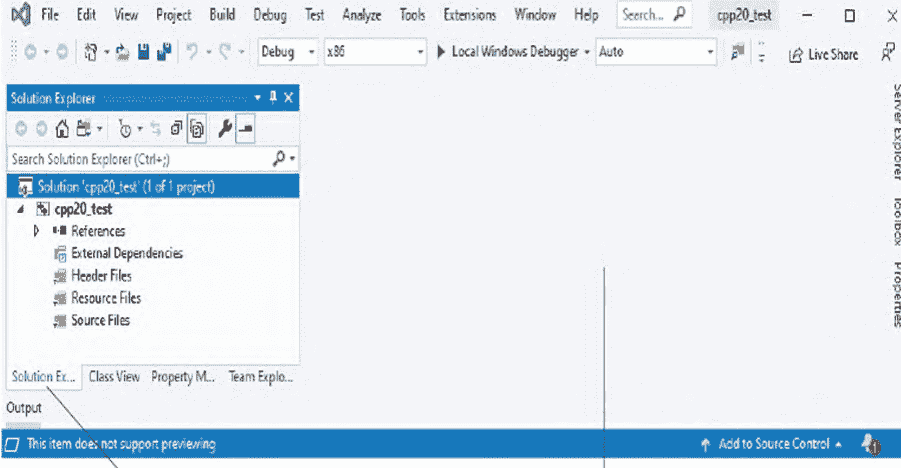 File Edit View Project Build Debug Test Analyze Tools Extensions Window Help Search... cpp20_test
Debug x86 Local Windows Debugger Auto Live Share
Solution Explorer
Search Solution Explorer (Ctrl+;)
Solution 'cpp20_test' (1 of 1 project)
cpp20_test
References
External Dependencies
Header Files
Resource Files
Source Files
Solution Ex... Class View Property M... Team Explo...
Output
This item does not support previewing Add to Source Control 1
Server Explorer
Toolbox
Properties